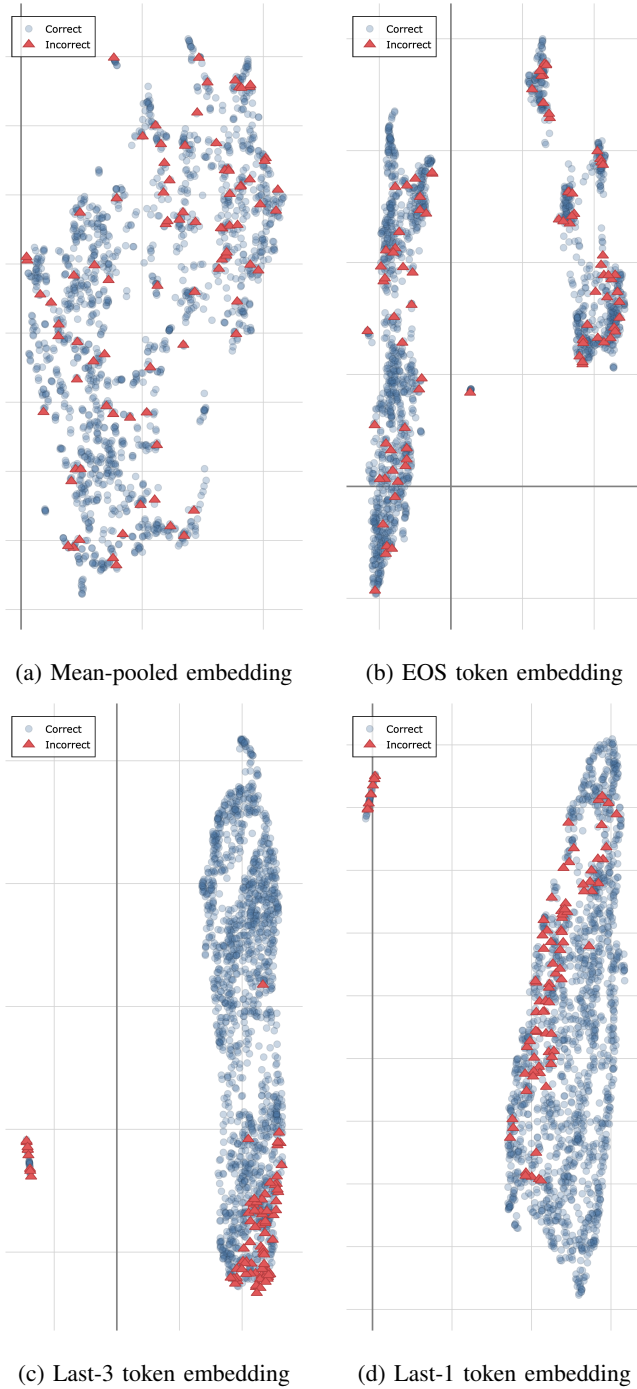 Correct
Incorrect
Correct
Incorrect
(a) Mean-pooled embedding
(b) EOS token embedding
Correct
Incorrect
Correct
Incorrect
(c) Last-3 token embedding
(d) Last-1 token embedding